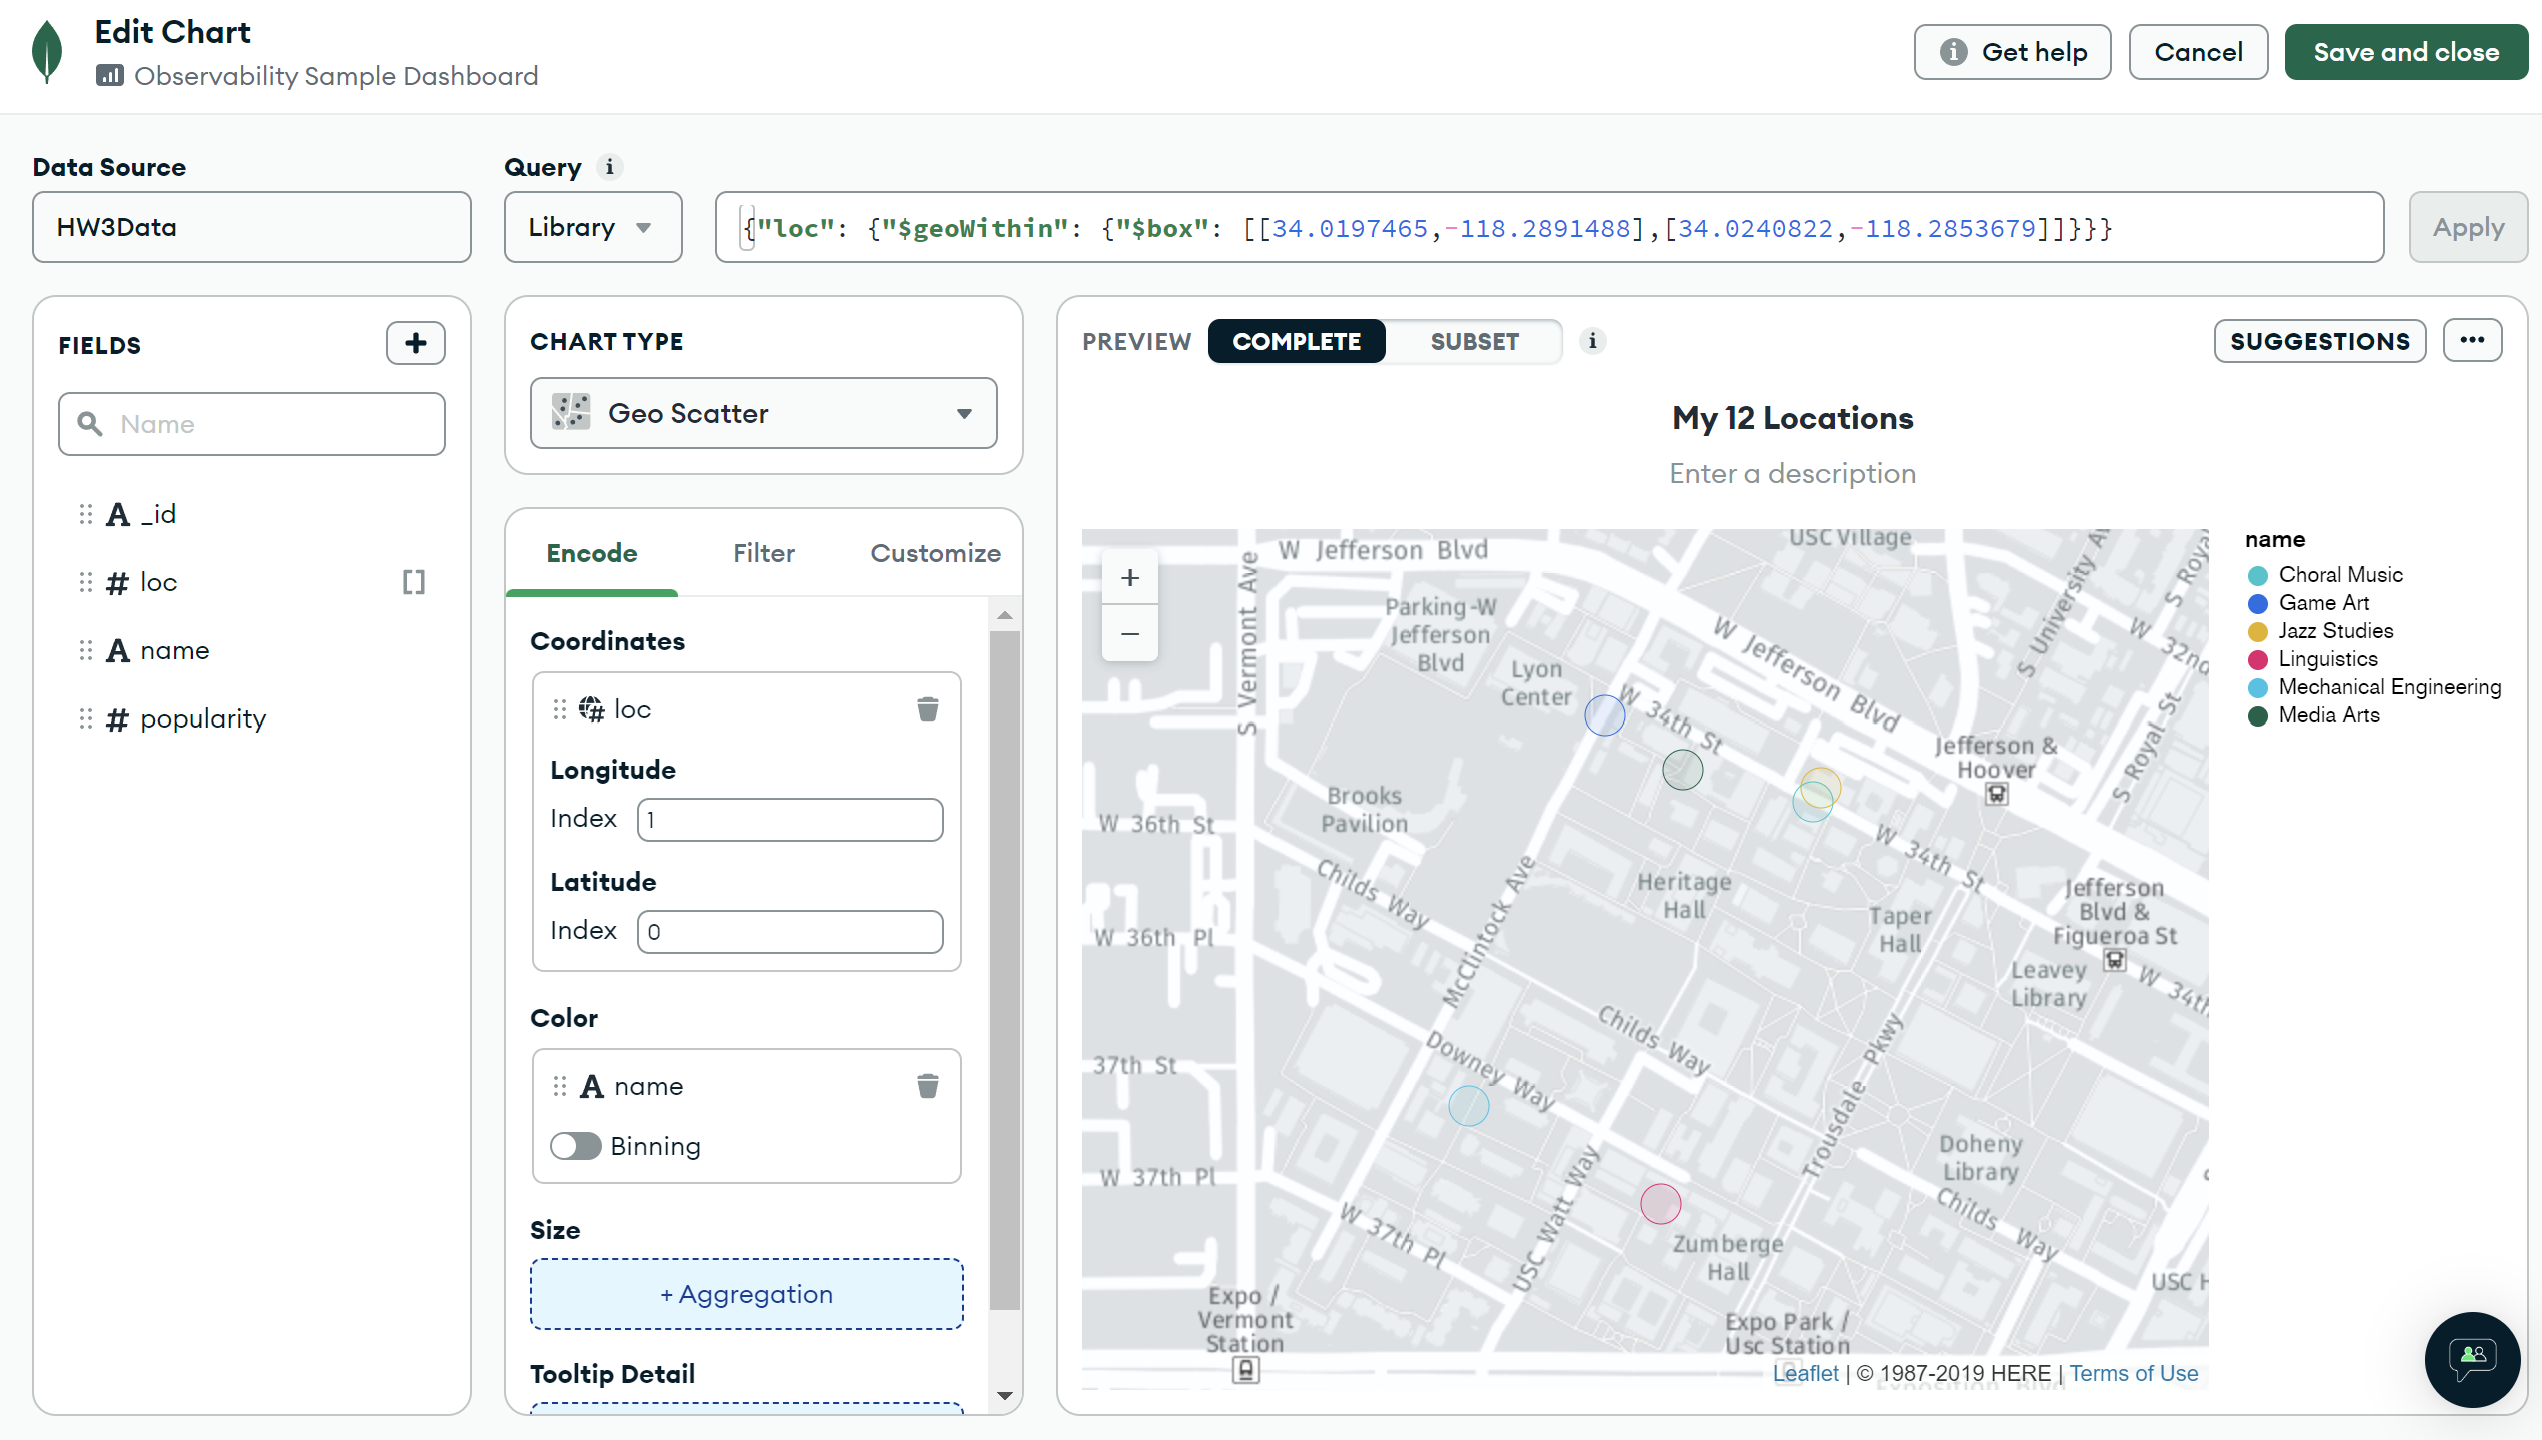 Edit Chart
Observability Sample Dashboard
Get help
Cancel
Save and close
Data Source
Query
HW3Data
Library
{"loc": {"$geoWithin": {"$box": [[34.0197465,-118.2891488],[34.0240822,-118.2853679]]}}}
Apply
FIELDS
Name
_id
loc
name
popularity
CHART TYPE
Geo Scatter
Encode
Filter
Customize
Coordinates
loc
Longitude
Index 1
Latitude
Index 0
Color
name
Binning
Size
+ Aggregation
Tooltip Detail
PREVIEW
COMPLETE
SUBSET
SUGGESTIONS
My 12 Locations
Enter a description
+
−
W Jefferson Blvd
USC Village
S Vermont Ave
Parking-W
Jefferson
Blvd
Lyon
Center
W Jefferson Blvd
S University
S Royal St
W 32nd
W 34th St
Jefferson &
Hoover
Brooks
Pavilion
W 36th St
Childs Way
McClintock Ave
Heritage
Hall
W 34th St
Taper
Hall
Jefferson
Blvd &
Figueroa St
Leavey
Library
W 34th
W 36th Pl
Childs Way
Downey Way
37th St
Trousdale Pkwy
W 37th Pl
USC Watt Way
W 37th Pl
Doheny
Library
Childs Way
Zumberge
Hall
USC
Expo /
Vermont
Station
Expo Park /
Usc Station
Leaflet | © 1987-2019 HERE | Terms of Use
name
Choral Music
Game Art
Jazz Studies
Linguistics
Mechanical Engineering
Media Arts